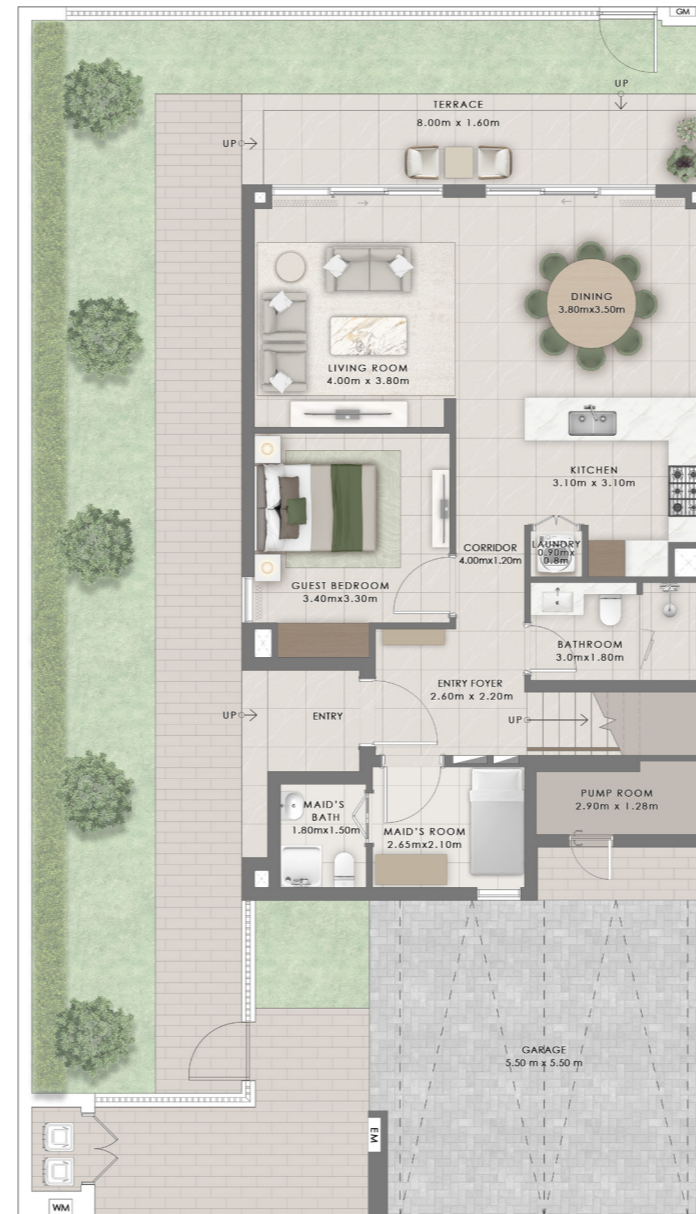 GM
UP
TERRACE
8.00m x 1.60m
UP
DINING
3.80mx3.50m
LIVING ROOM
4.00m x 3.80m
KITCHEN
3.10m x 3.10m
CORRIDOR
4.00mx1.20m
LAUNDRY
0.90mx
0.8m
GUEST BEDROOM
3.40mx3.30m
BATHROOM
3.0mx1.80m
ENTRY FOYER
2.60m x 2.20m
UP
ENTRY
UP
PUMP ROOM
2.90m x 1.28m
MAID'S
BATH
1.80mx1.50m
MAID'S ROOM
2.65mx2.10m
GARAGE
5.50 m x 5.50 m
EM
WM